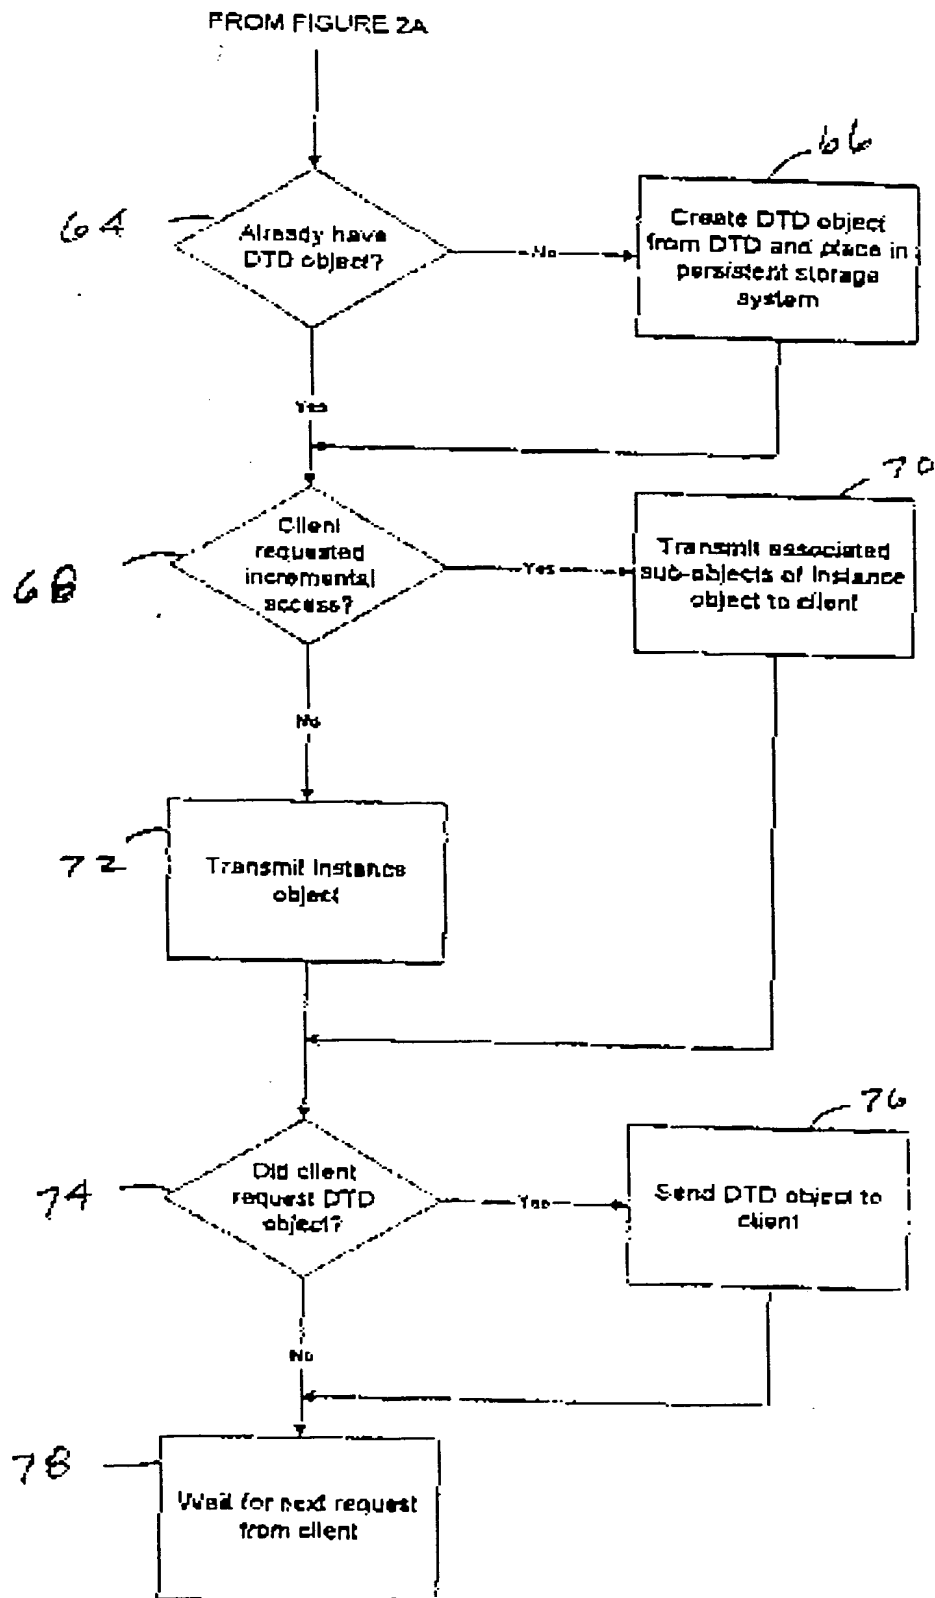 FROM FIGURE 2A
66
64
Already have
DTD object?
No
Create DTD object
from DTD and place in
persistent storage
system
Yes
70
68
Client
requested
incremental
access?
Yes
Transmit associated
sub-objects of instance
object to client
No
72
Transmit instance
object
76
74
Did client
request DTD
object?
Yes
Send DTD object to
client
No
78
Wait for next request
from client